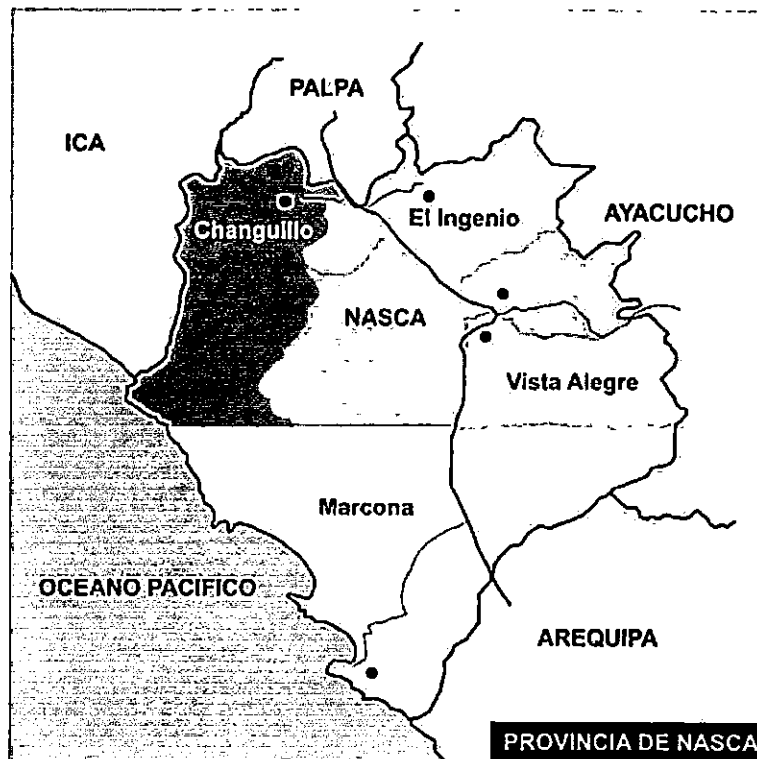 PALPA
ICA
El Ingenio
AYACUCHO
Changuillo
NASCA
Vista Alegre
Marcona
OCEANO PACIFICO
AREQUIPA
PROVINCIA DE NASCA